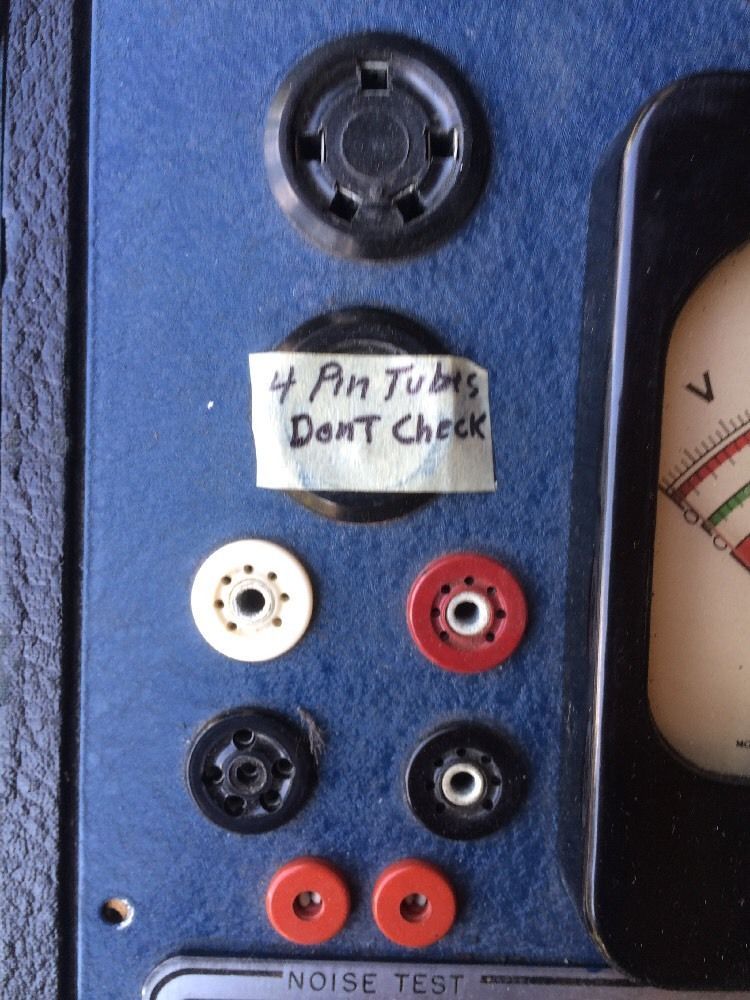 4 Pin Tubes
DonT Check
V
NOISE TEST